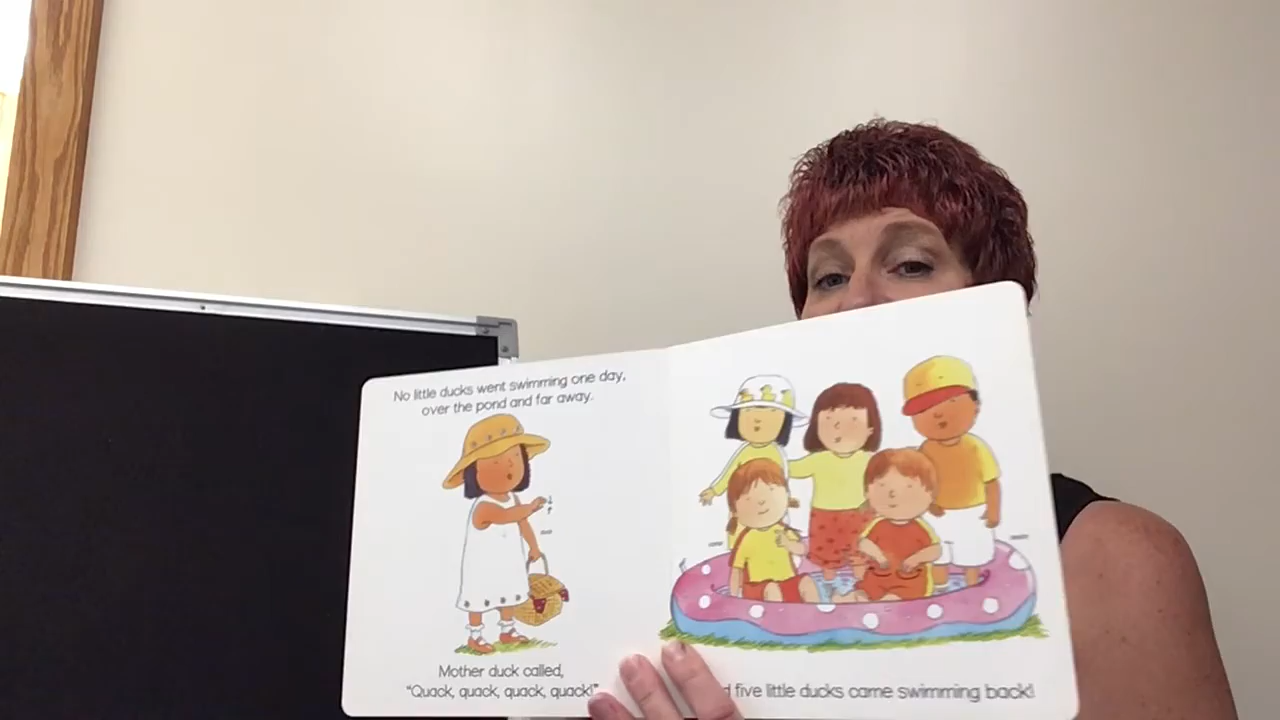 No little ducks went swimming one day,
over the pond and far away.
Mother duck called,
"Quack, quack, quack, quack!"
five little ducks came swimming back!